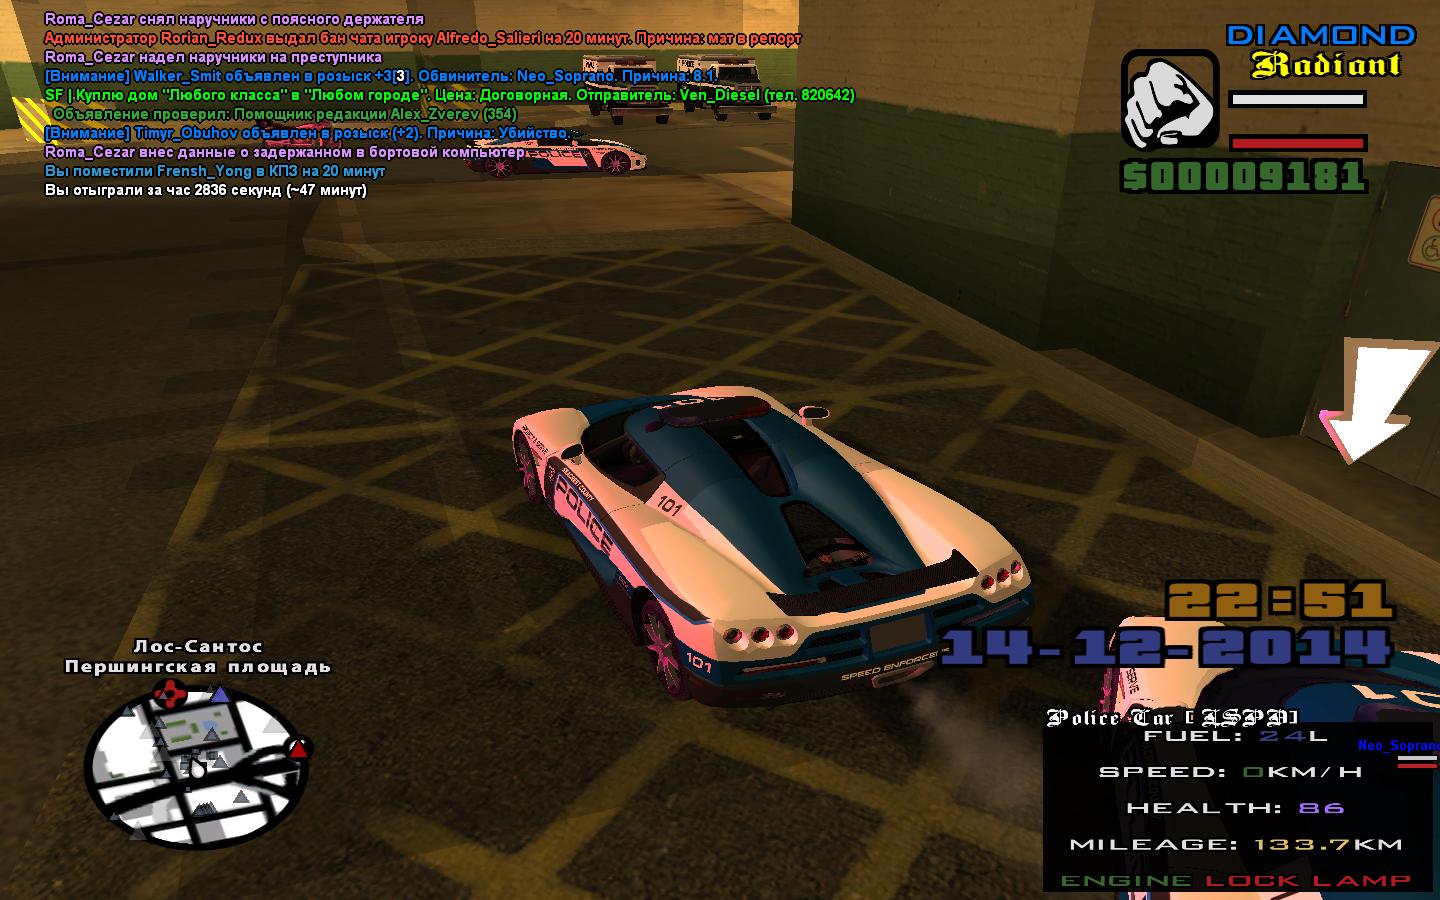 Roma_Cezar снял наручники с поясного держателя
Администратор Rorian_Redux выдал бан чата игроку Alfredo_Salieri на 20 минут. Причина: мат в репорт
Roma_Cezar надел наручники на преступника
[Внимание] Walker_Smit объявлен в розыск +3[3]. Обвинитель: Neo_Soprano. Причина: 8.1.
SF | Куплю дом "Любого класса" в "Любом городе". Цена: Договорная. Отправитель: Ven_Diesel (тел. 820642)
Объявление проверил: Помощник редакции Alex_Zverev (354)
[Внимание] Timyr_Obuhov объявлен в розыск (+2). Причина: Убийство.
Roma_Cezar внес данные о задержанном в бортовой компьютер
Вы поместили Frensh_Yong в КПЗ на 20 минут
Вы отыграли за час 2836 секунд (~47 минут)
DIAMOND
Radiant
$00009181
POLICE
101
POLICE
101
SPEED ENFORCE
22:51
14-12-2014
Лос-Сантос
Першингская площадь
Police Car [LSPD]
FUEL: 24L
Neo_Soprano
SPEED: 0KM/H
HEALTH: 86
MILEAGE: 133.7KM
ENGINE LOCK LAMP